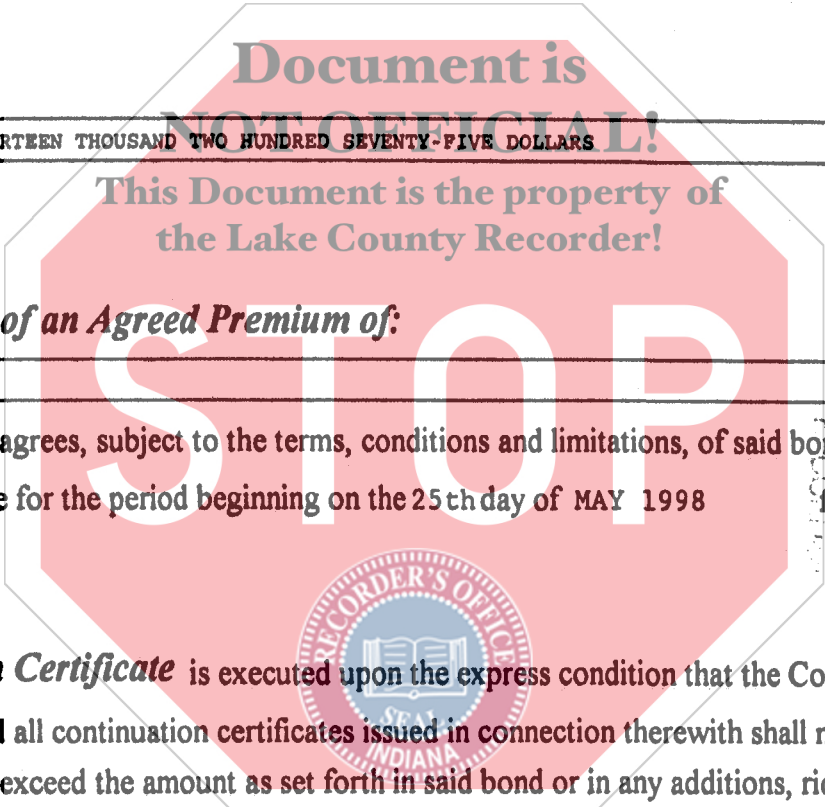 Document is
NOT OFFICIAL!
RTEEN THOUSAND TWO HUNDRED SEVENTY-FIVE DOLLARS
This Document is the property of
the Lake County Recorder!
of an Agreed Premium of:
STOP
agrees, subject to the terms, conditions and limitations, of said bo
e for the period beginning on the 25th day of MAY 1998
RECORDER'S OFFICE
Certificate is executed upon the express condition that the Co
SEAL
all continuation certificates issued in connection therewith shall
INDIANA
exceed the amount as set forth in said bond or in any additions, ri